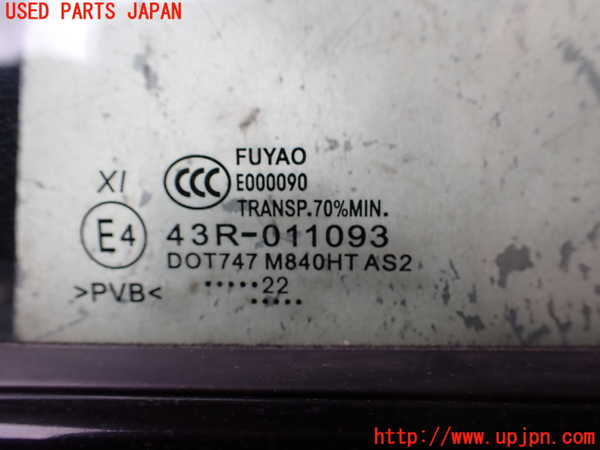 USED PARTS JAPAN
FUYAO
XI CCC E000090
TRANSP.70%MIN.
E4 43R-011093
DOT747 M840HT AS2
>PVB< •••••22
•••••
http://www.upjpn.com/